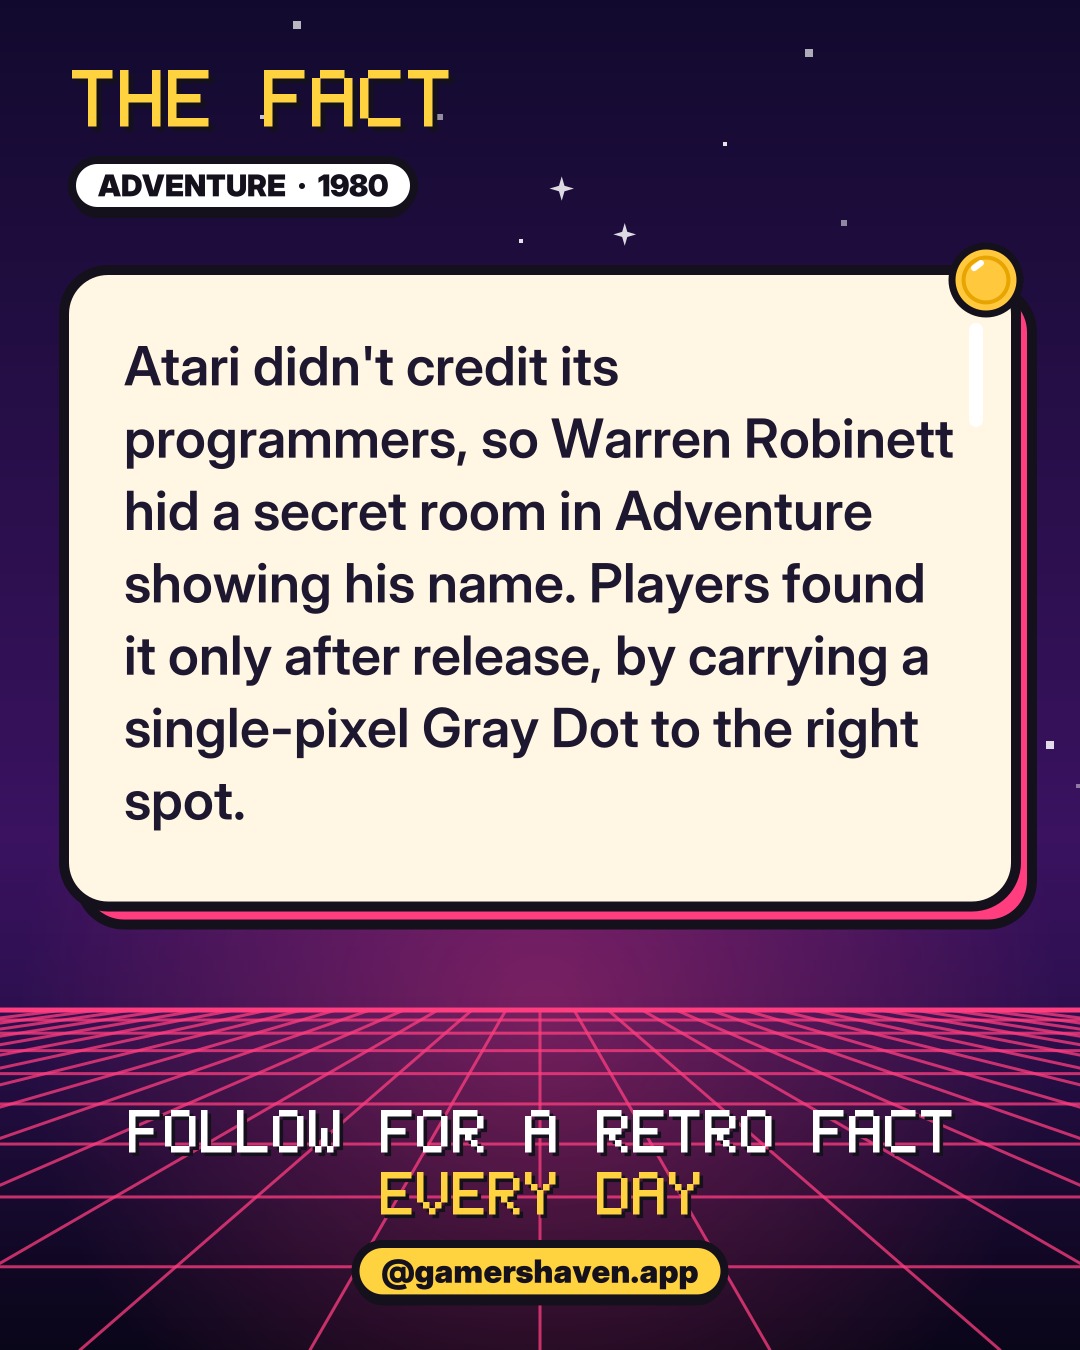 THE FACT
ADVENTURE · 1980
Atari didn't credit its
programmers, so Warren Robinett
hid a secret room in Adventure
showing his name. Players found
it only after release, by carrying a
single-pixel Gray Dot to the right
spot.
FOLLOW FOR A RETRO FACT
EVERY DAY
@gamershaven.app